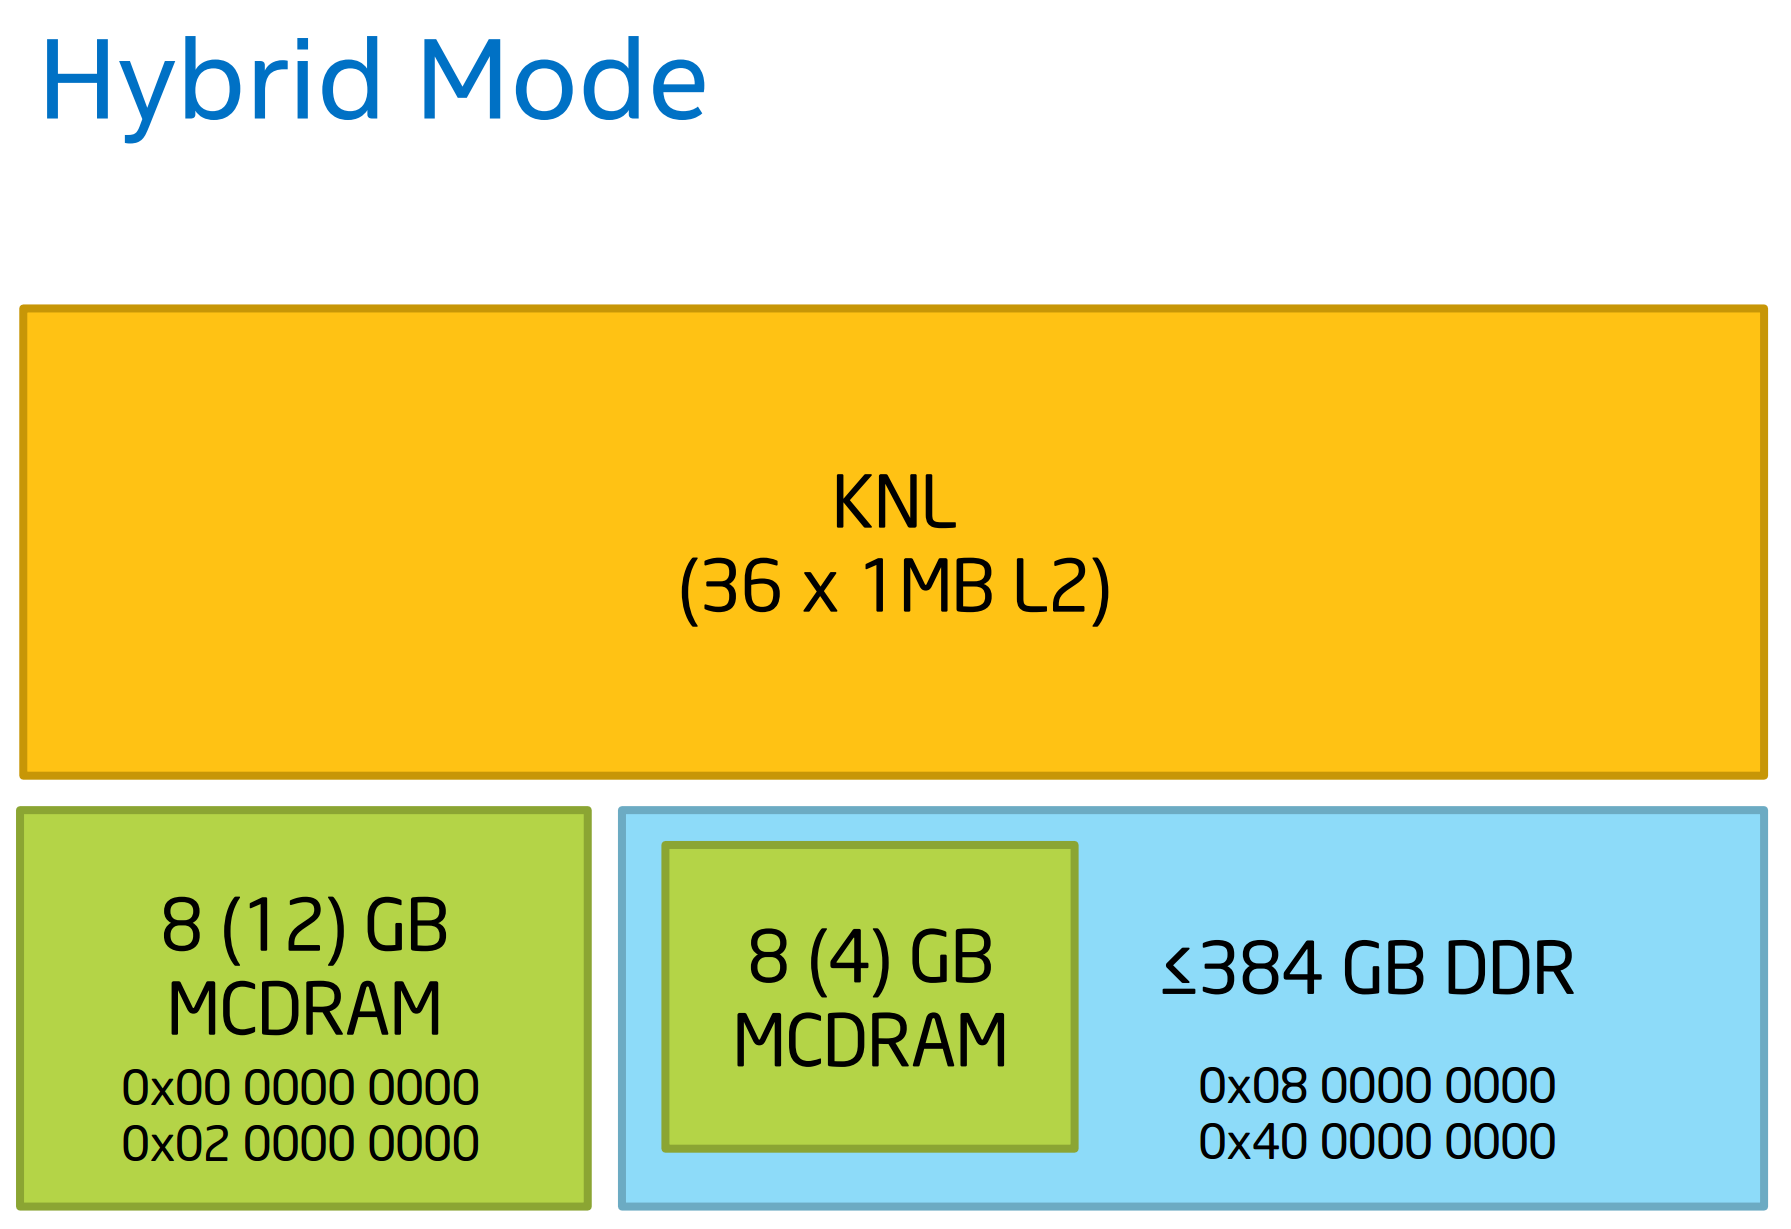 Hybrid Mode
KNL
(36 x 1MB L2)
8 (12) GB
MCDRAM
0x00 0000 0000
0x02 0000 0000
8 (4) GB
MCDRAM
≤384 GB DDR
0x08 0000 0000
0x40 0000 0000